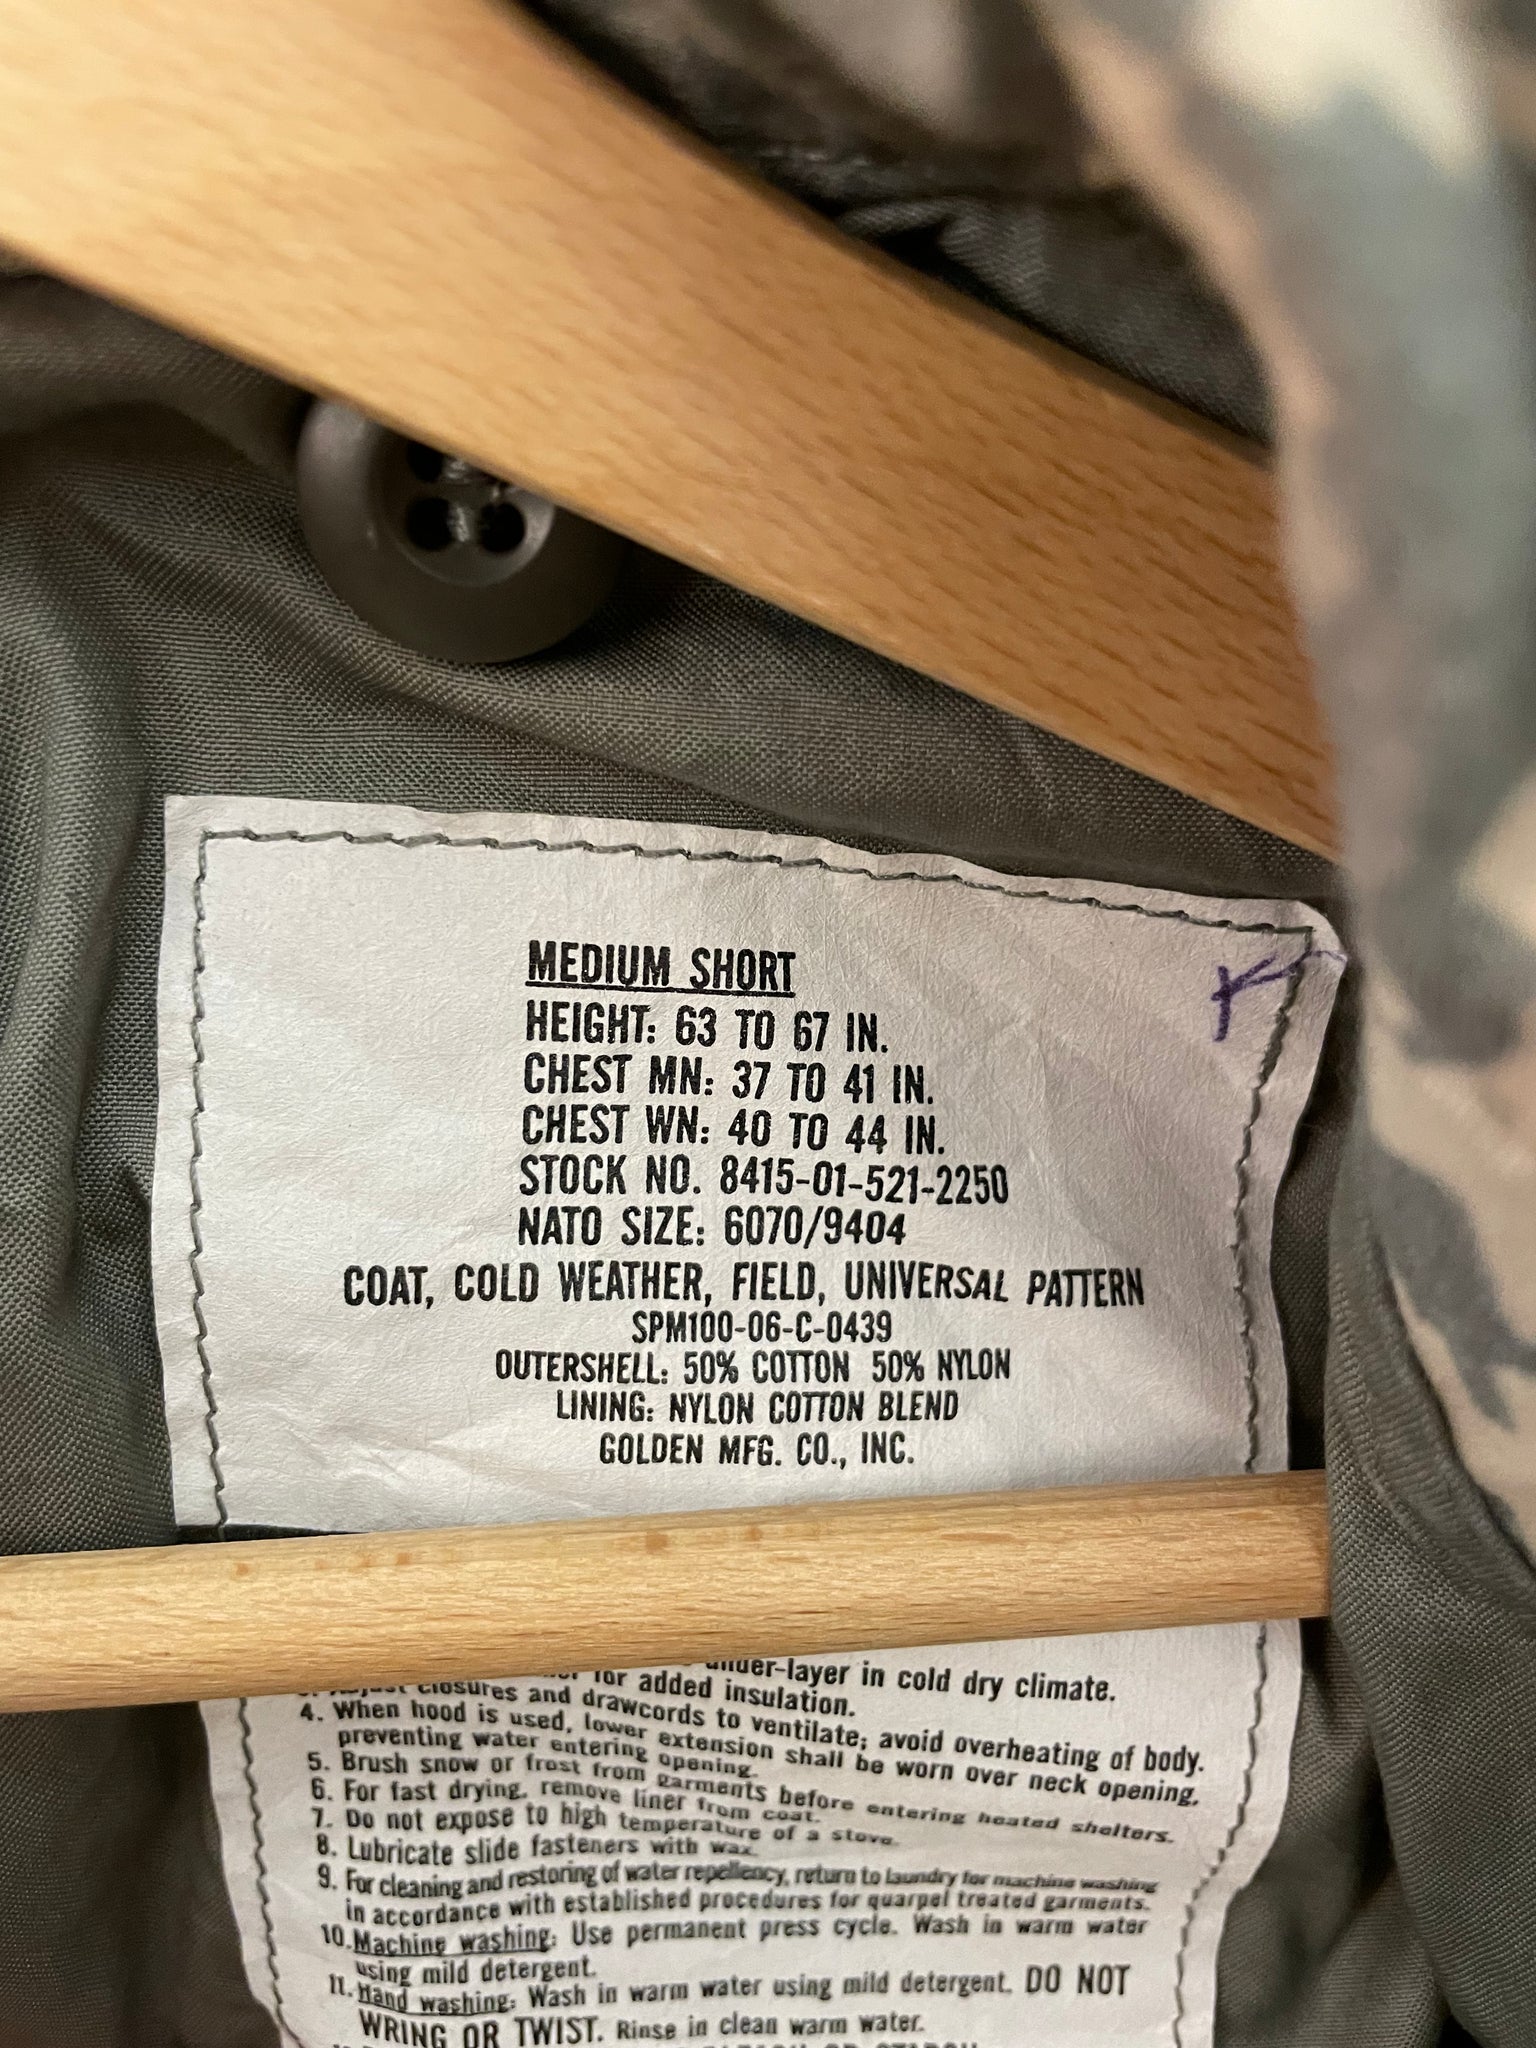 MEDIUM SHORT
HEIGHT: 63 TO 67 IN.
CHEST MN: 37 TO 41 IN.
CHEST WN: 40 TO 44 IN.
STOCK NO. 8415-01-521-2250
NATO SIZE: 6070/9404
COAT, COLD WEATHER, FIELD, UNIVERSAL PATTERN
SPM100-06-C-0439
OUTERSHELL: 50% COTTON 50% NYLON
LINING: NYLON COTTON BLEND
GOLDEN MFG. CO., INC.
under-layer in cold dry climate.
for added insulation.
3. Adjust closures and drawcords to ventilate; avoid overheating of body.
4. When hood is used, lower extension shall be worn over neck opening,
preventing water entering opening.
5. Brush snow or frost from garments before entering heated shelters.
6. For fast drying, remove liner from coat.
7. Do not expose to high temperature of a stove.
8. Lubricate slide fasteners with wax.
9. For cleaning and restoring of water repellency, return to laundry for machine washing
in accordance with established procedures for quarpel treated garments.
10. Machine washing: Use permanent press cycle. Wash in warm water
using mild detergent.
11. Hand washing: Wash in warm water using mild detergent. DO NOT
WRING OR TWIST. Rinse in clean warm water.